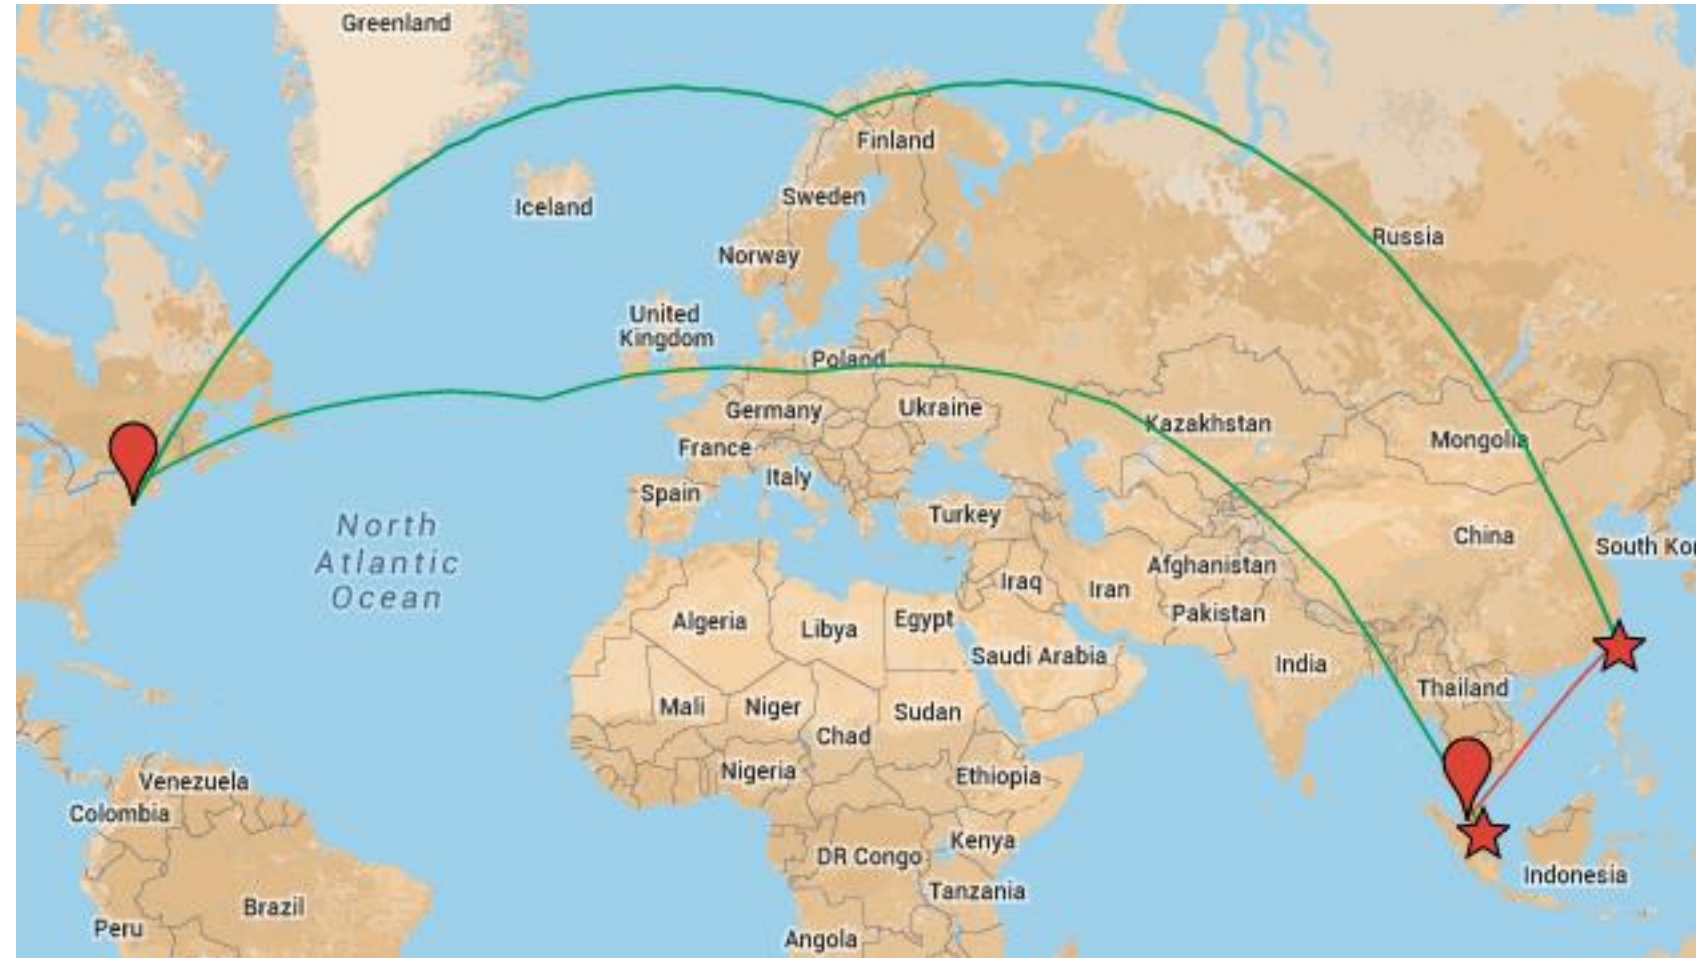 Greenland
Iceland
Finland
Sweden
Norway
Russia
United
Kingdom
Poland
Germany
Ukraine
Kazakhstan
Mongolia
France
Italy
Spain
Turkey
China
South Kor
North
Atlantic
Ocean
Afghanistan
Iraq
Iran
Pakistan
Algeria
Libya
Egypt
Saudi Arabia
India
Thailand
Mali
Niger
Chad
Sudan
Nigeria
Ethiopia
Venezuela
Colombia
Kenya
DR Congo
Tanzania
Indonesia
Brazil
Peru
Angola